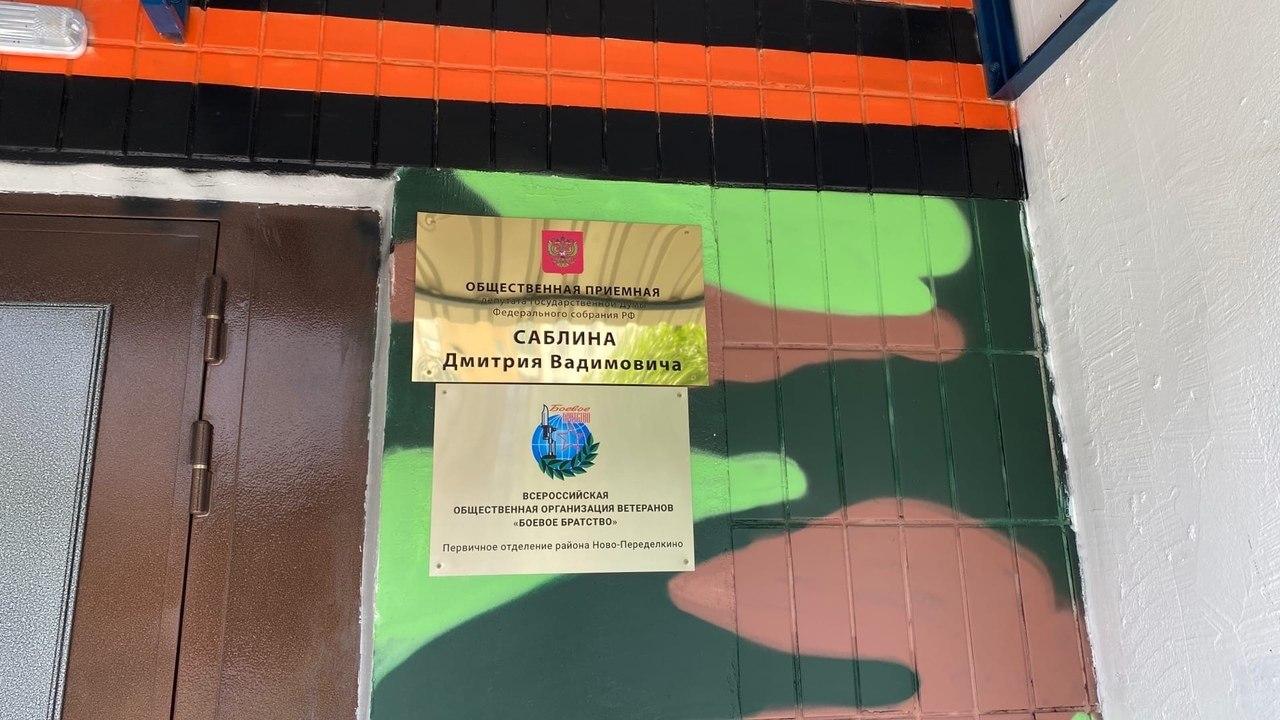 ОБЩЕСТВЕННАЯ ПРИЕМНАЯ
депутата Государственной Думы
Федерального собрания РФ
САБЛИНА
Дмитрия Вадимовича
Боевое
БРАТСТВО
ВСЕРОССИЙСКАЯ
ОБЩЕСТВЕННАЯ ОРГАНИЗАЦИЯ ВЕТЕРАНОВ
«БОЕВОЕ БРАТСТВО»
Первичное отделение района Ново-Переделкино